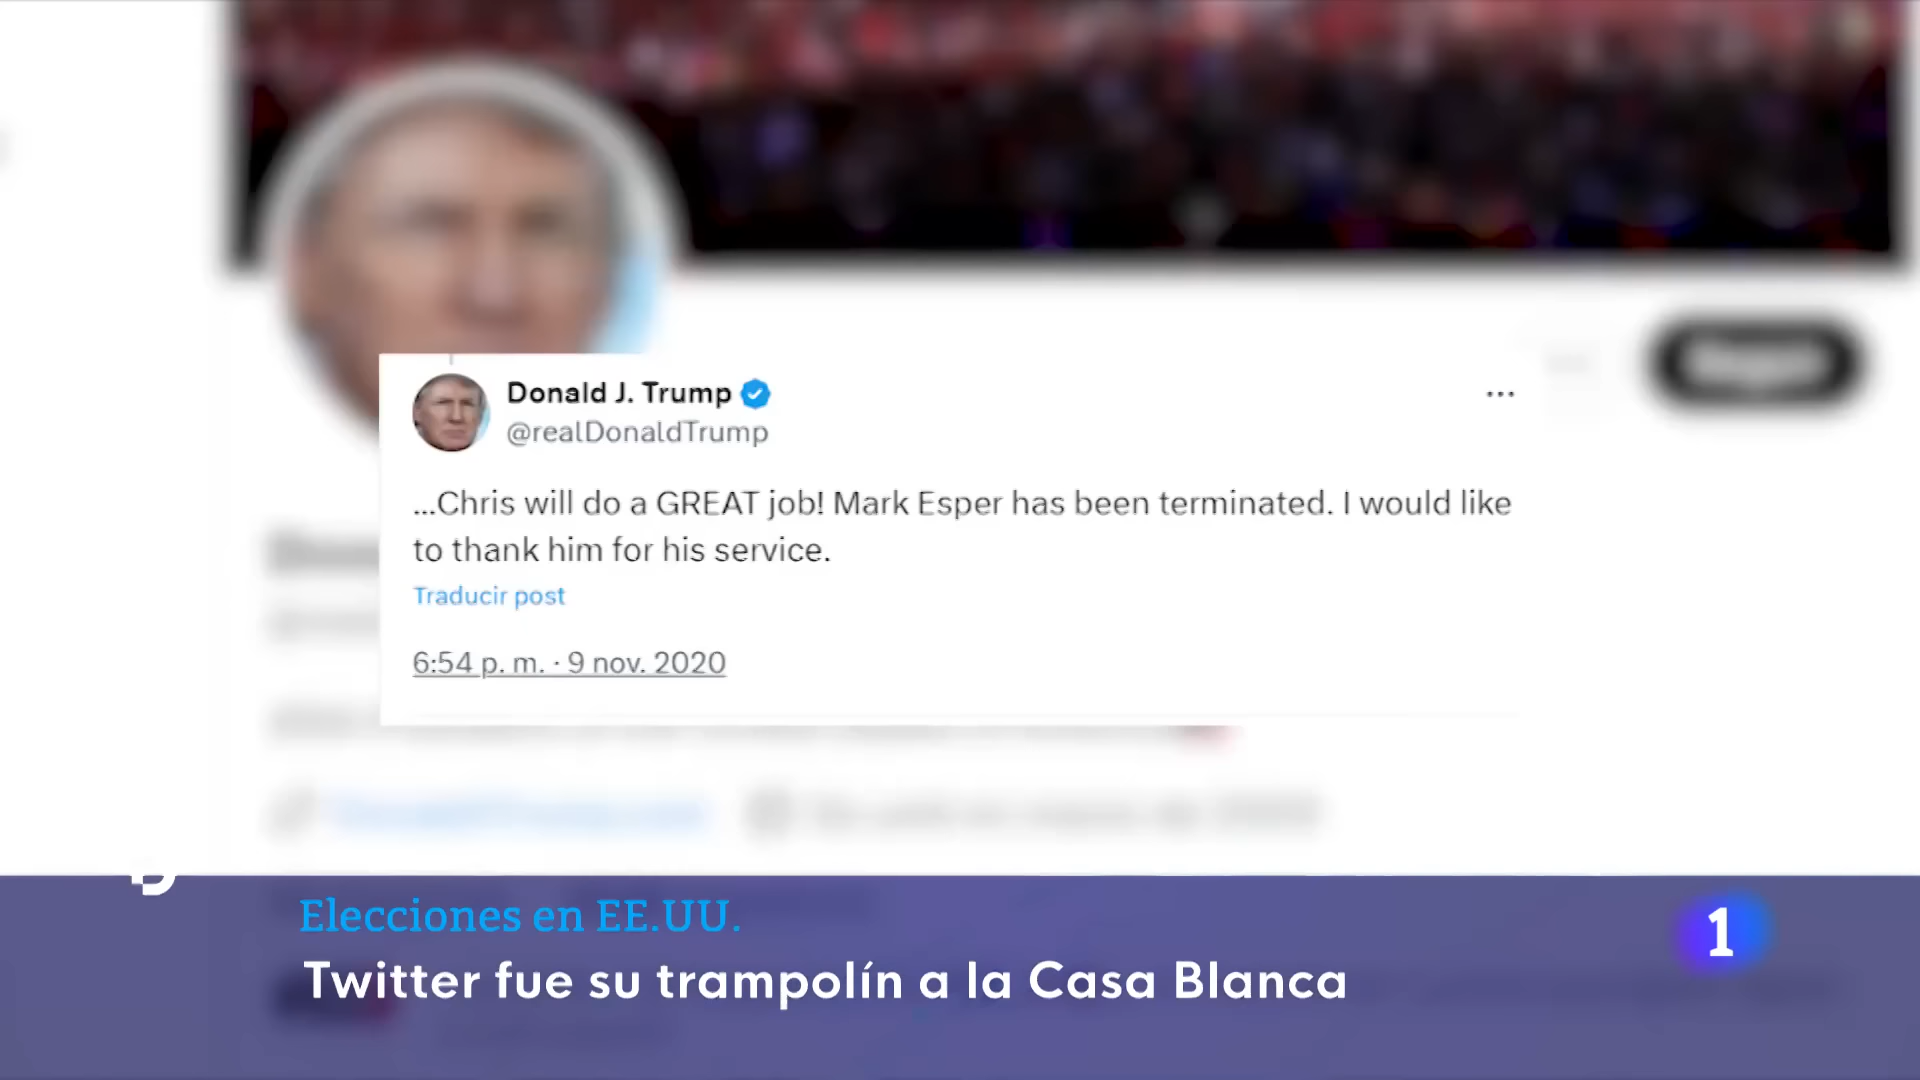 Donald J. Trump
@realDonaldTrump
...Chris will do a GREAT job! Mark Esper has been terminated. I would like
to thank him for his service.
Traducir post
6:54 p. m. · 9 nov. 2020
Elecciones en EE.UU.
1
Twitter fue su trampolín a la Casa Blanca